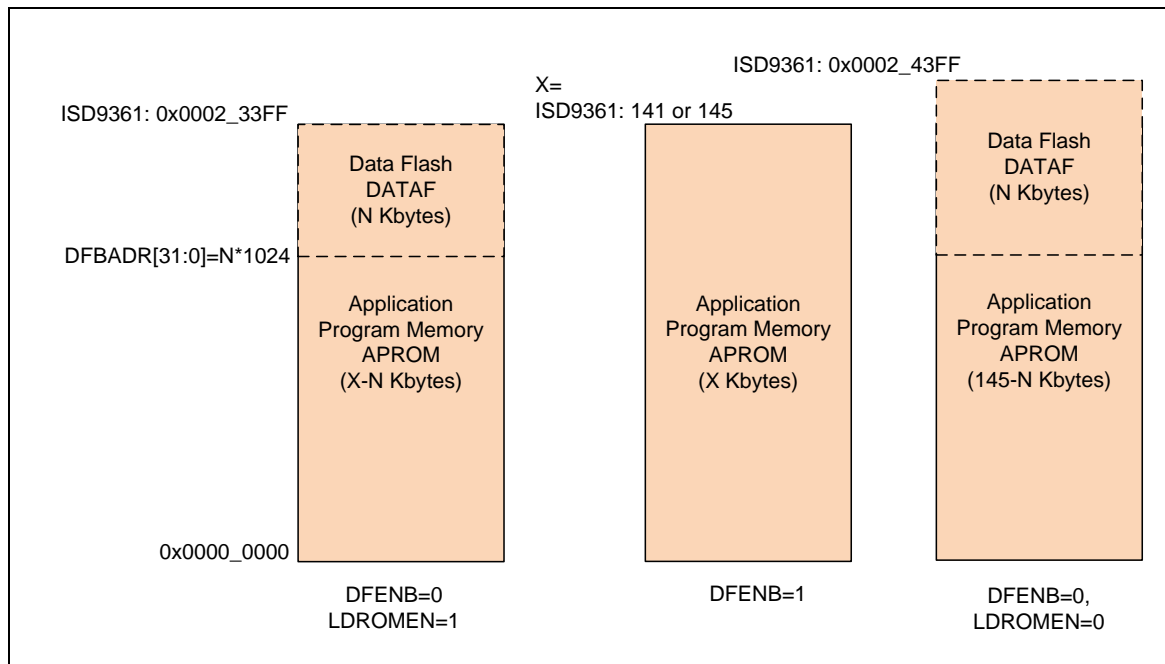 ISD9361: 0x0002_33FF
Data Flash
DATAF
(N Kbytes)
DFBADR[31:0]=N*1024
Application
Program Memory
APROM
(X-N Kbytes)
0x0000_0000
DFENB=0
LDROMEN=1
X=
ISD9361: 141 or 145
Application
Program Memory
APROM
(X Kbytes)
DFENB=1
ISD9361: 0x0002_43FF
Data Flash
DATAF
(N Kbytes)
Application
Program Memory
APROM
(145-N Kbytes)
DFENB=0,
LDROMEN=0